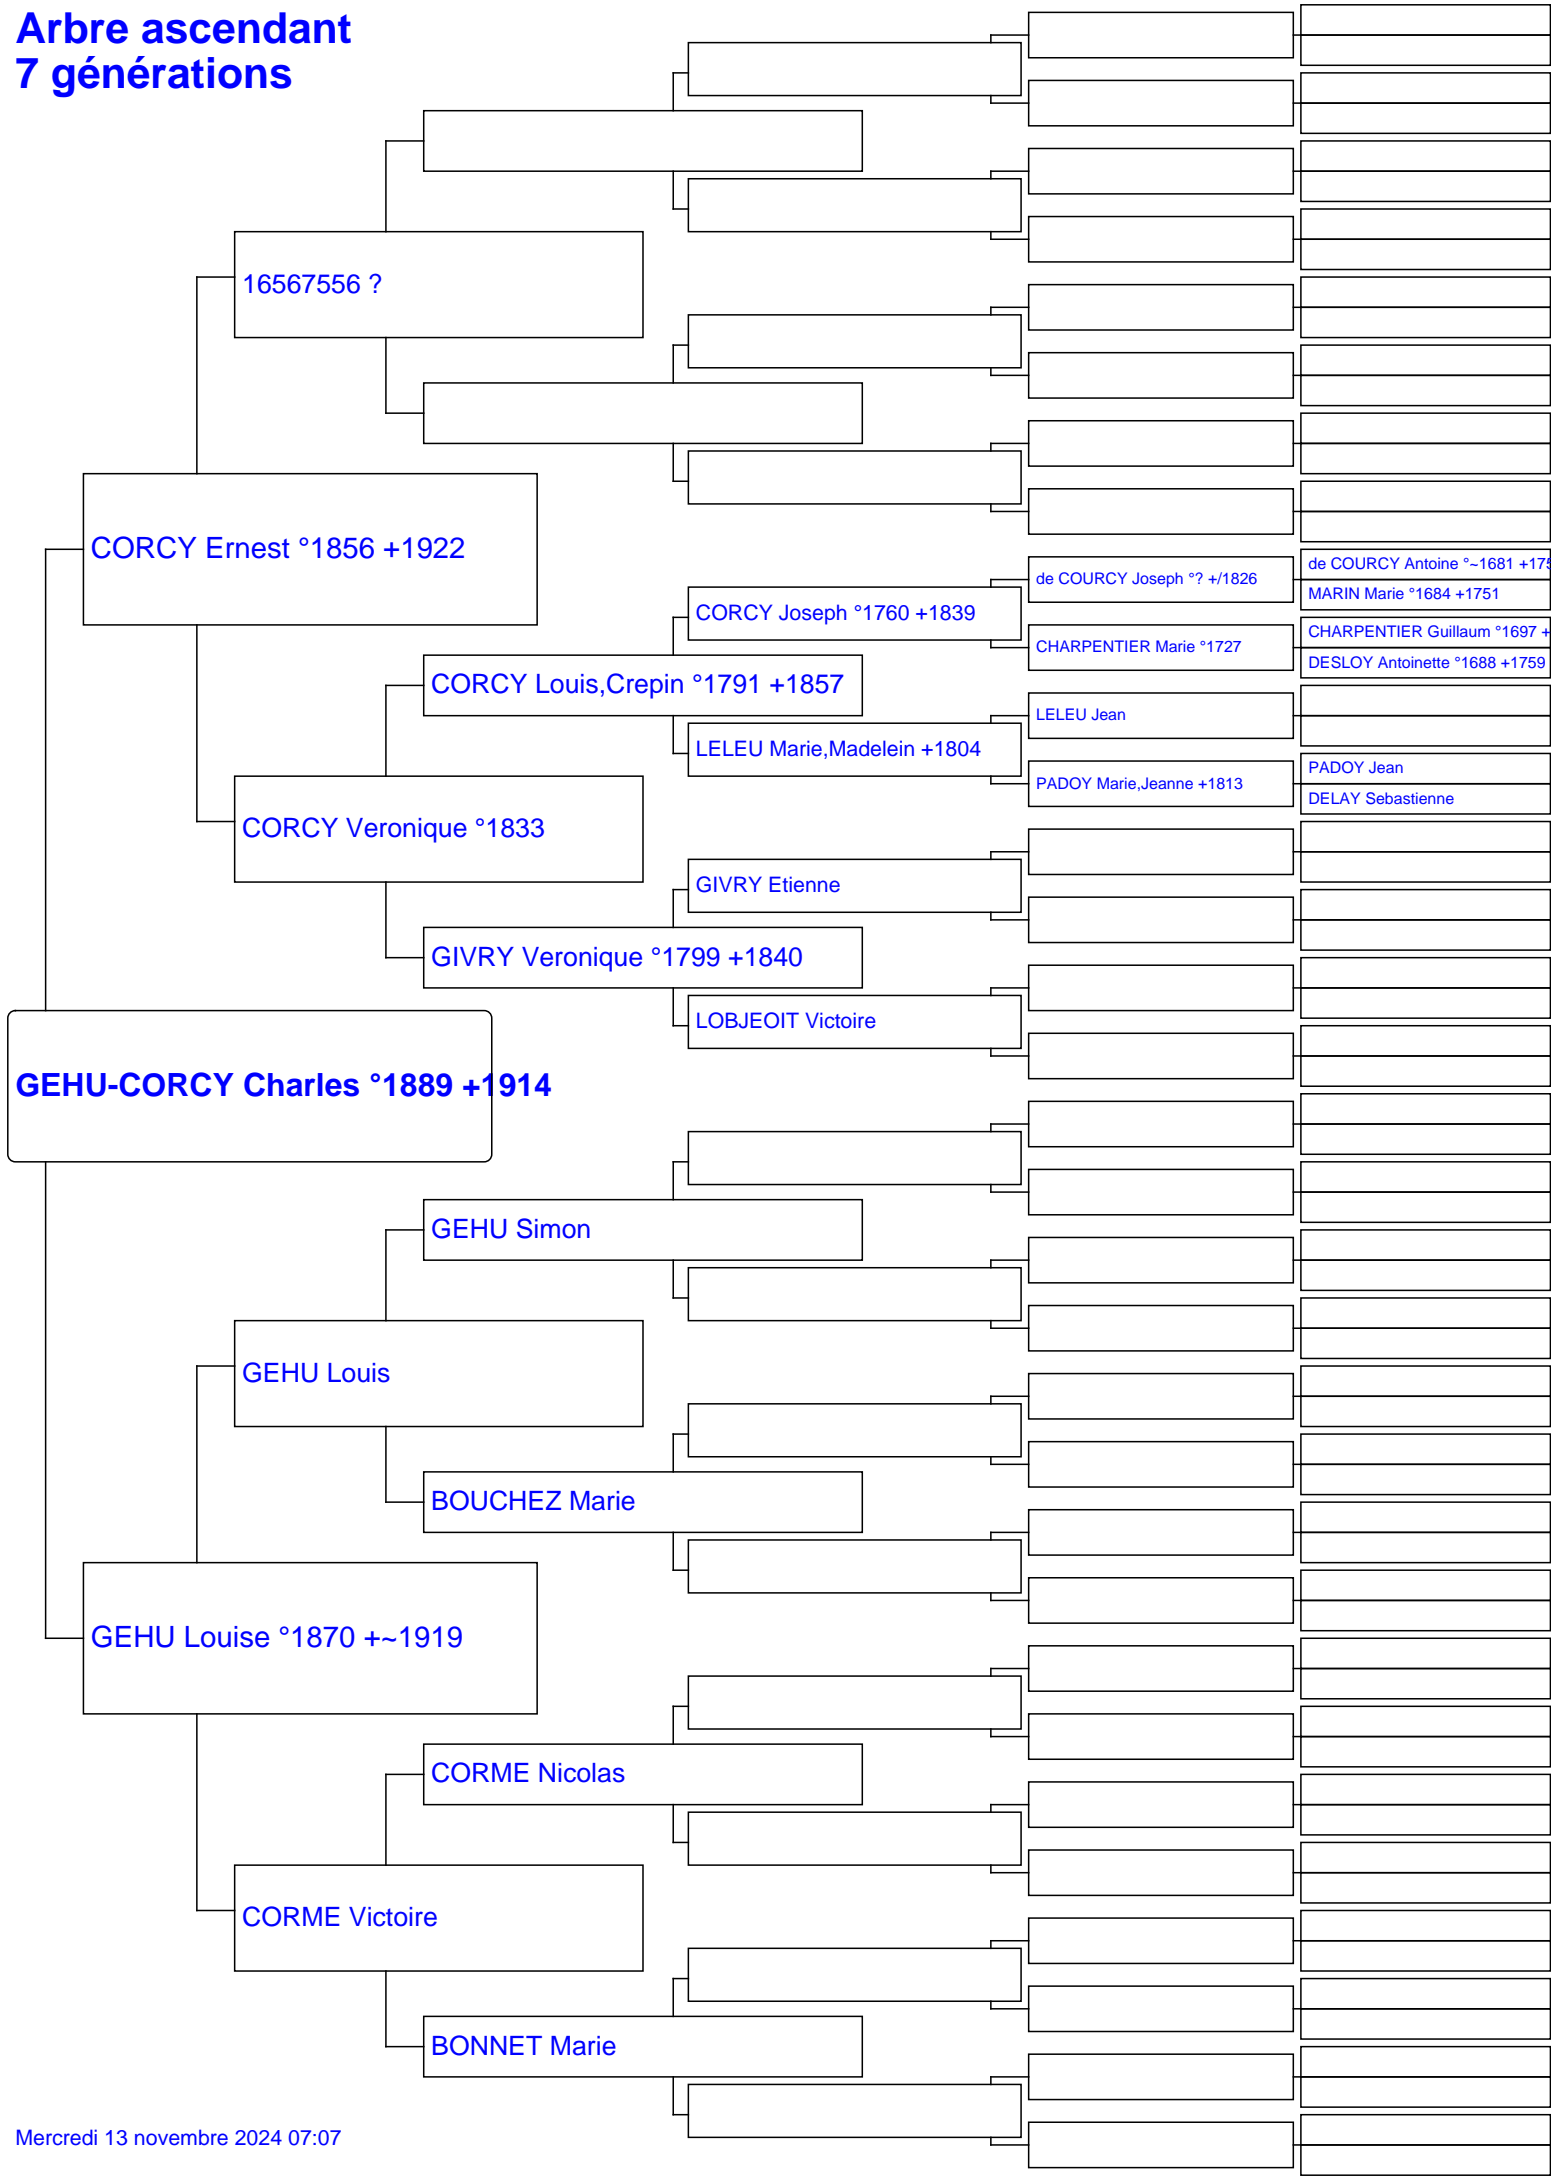 Arbre ascendant
7 générations
16567556 ?
CORCY Ernest °1856 +1922
de COURCY Antoine °~1681 +175
de COURCY Joseph °? +/1826
MARIN Marie °1684 +1751
CORCY Joseph °1760 +1839
CHARPENTIER Guillaum °1697 +
CHARPENTIER Marie °1727
DESLOY Antoinette °1688 +1759
CORCY Louis,Crepin °1791 +1857
LELEU Jean
LELEU Marie,Madelein +1804
PADOY Jean
PADOY Marie,Jeanne +1813
DELAY Sebastienne
CORCY Veronique °1833
GIVRY Etienne
GIVRY Veronique °1799 +1840
LOBJEOIT Victoire
GEHU-CORCY Charles °1889 +1914
GEHU Simon
GEHU Louis
BOUCHEZ Marie
GEHU Louise °1870 +~1919
CORME Nicolas
CORME Victoire
BONNET Marie
Mercredi 13 novembre 2024 07:07